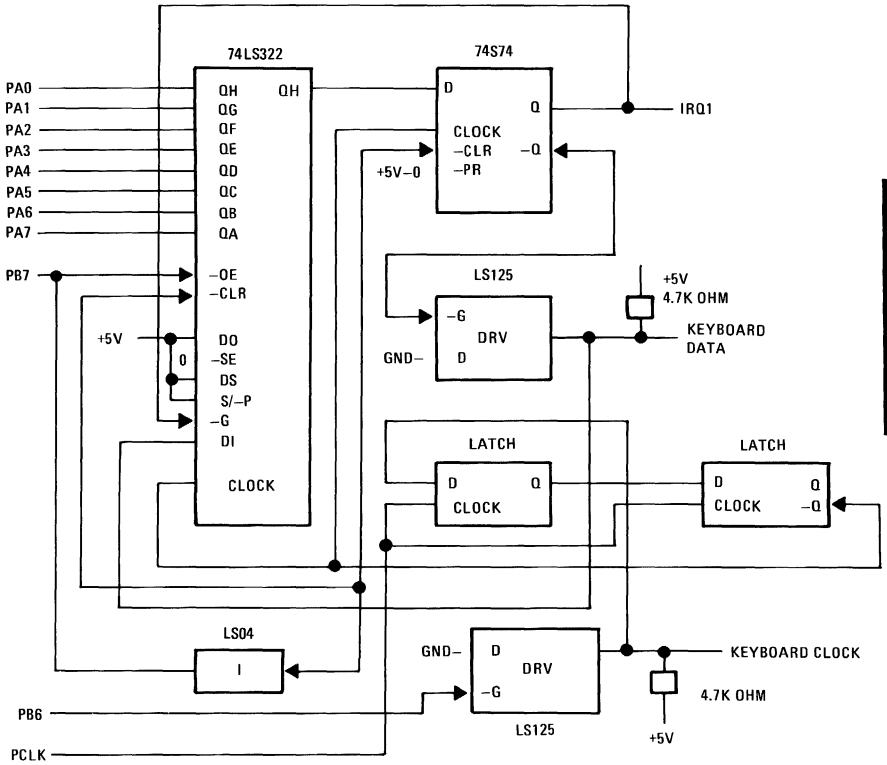 74LS322
74S74
PA0
PA1
PA2
PA3
PA4
PA5
PA6
PA7
PB7
QH QH
QG
QF
QE
QD
QC
QB
QA
-OE
-CLR
+5V
0
DO
-SE
DS
S/-P
-G
DI
CLOCK
D
Q
CLOCK
-CLR
-Q
-PR
+5V-0
IRQ1
LS125
-G
DRV
GND- D
+5V
4.7K OHM
KEYBOARD
DATA
LATCH
D Q
CLOCK
LATCH
D Q
CLOCK -Q
LS04
I
GND- D
DRV
-G
LS125
KEYBOARD CLOCK
4.7K OHM
+5V
PB6
PCLK